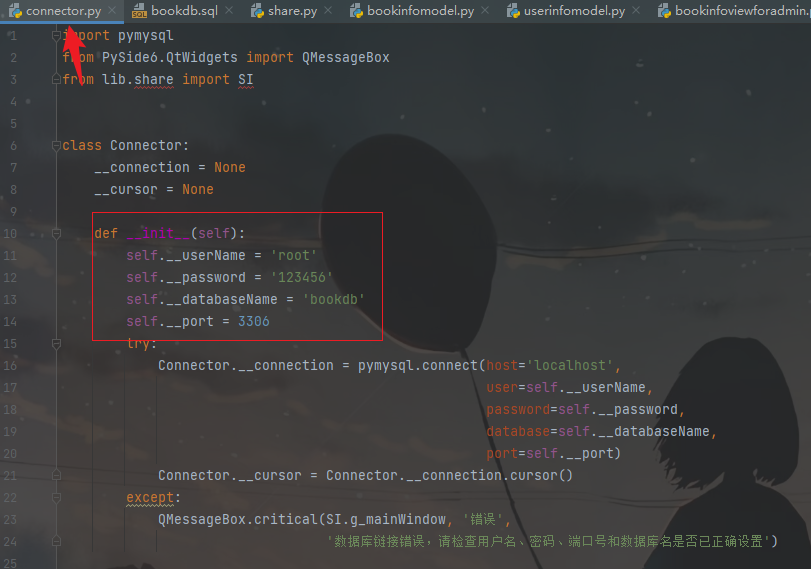 connector.py bookdb.sql share.py bookinfomodel.py userinfomodel.py bookinfoviewforadmin.p
1 import pymysql
2 from PySide6.QtWidgets import QMessageBox
3 from lib.share import SI
4
5
6 class Connector:
7 __connection = None
8 __cursor = None
9
10 def __init__(self):
11 self.__userName = 'root'
12 self.__password = '123456'
13 self.__databaseName = 'bookdb'
14 self.__port = 3306
15 try:
16 Connector.__connection = pymysql.connect(host='localhost',
17 user=self.__userName,
18 password=self.__password,
19 database=self.__databaseName,
20 port=self.__port)
21 Connector.__cursor = Connector.__connection.cursor()
22 except:
23 QMessageBox.critical(SI.g_mainWindow, '错误',
24 '数据库链接错误，请检查用户名、密码、端口号和数据库名是否已正确设置')
25